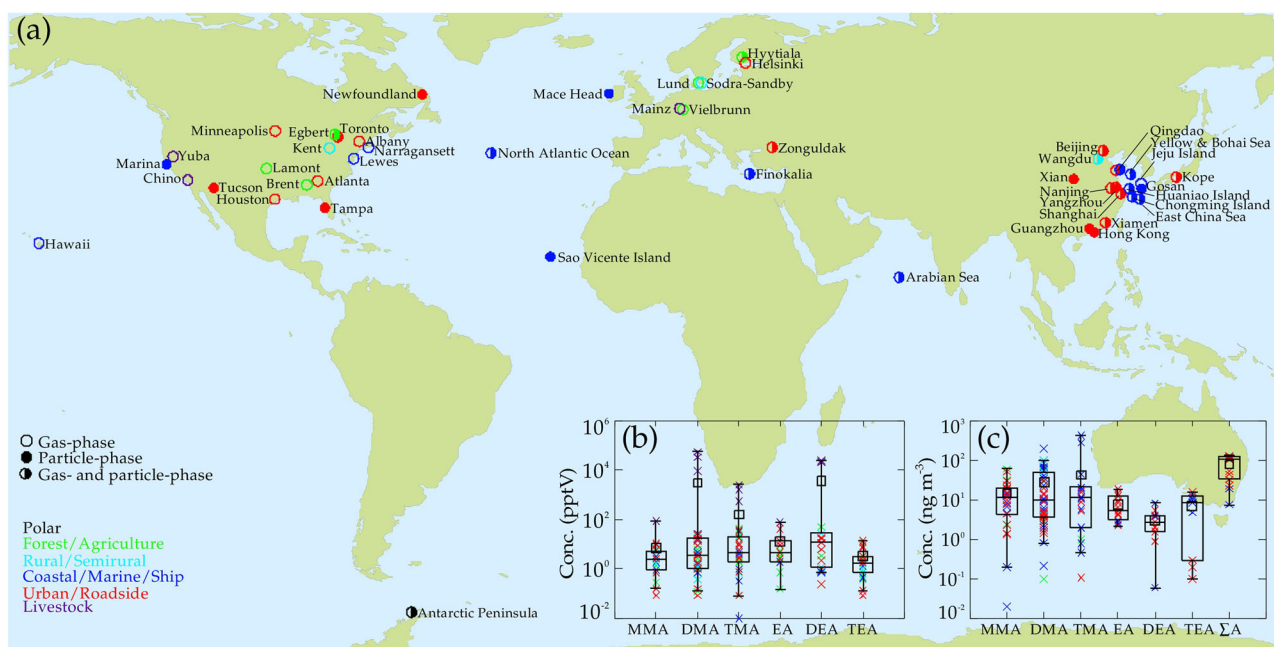 (a)
Hyytiala
Helsinki
Lund
Sodra-Sandby
Newfoundland
Mace Head
Mainz
Vielbrunn
Minneapolis
Egbert
Toronto
Albany
Kent
Narragansett
Lewes
Yuba
Marina
Chino
Lamont
Brent
Atlanta
Tucson
Houston
Tampa
North Atlantic Ocean
Zonguldak
Finokalia
Qingdao
Yellow & Bohai Sea
Jeju Island
Beijing
Wangdu
Xian
Kope
Gosan
Nanjing
Huaniao Island
Yangzhou
Chongming Island
Shanghai
East China Sea
Guangzhou
Xiamen
Hong Kong
Hawaii
Sao Vicente Island
Arabian Sea
Gas-phase
Particle-phase
Gas- and particle-phase
Polar
Forest/Agriculture
Rural/Semirural
Coastal/Marine/Ship
Urban/Roadside
Livestock
Antarctic Peninsula
(b)
Conc. (pptV)
10^6
10^4
10^2
10^0
10^-2
MMA DMA TMA EA DEA TEA
(c)
Conc. (ng m^-3)
10^3
10^2
10^1
10^0
10^-1
10^-2
MMA DMA TMA EA DEA TEA ∑A